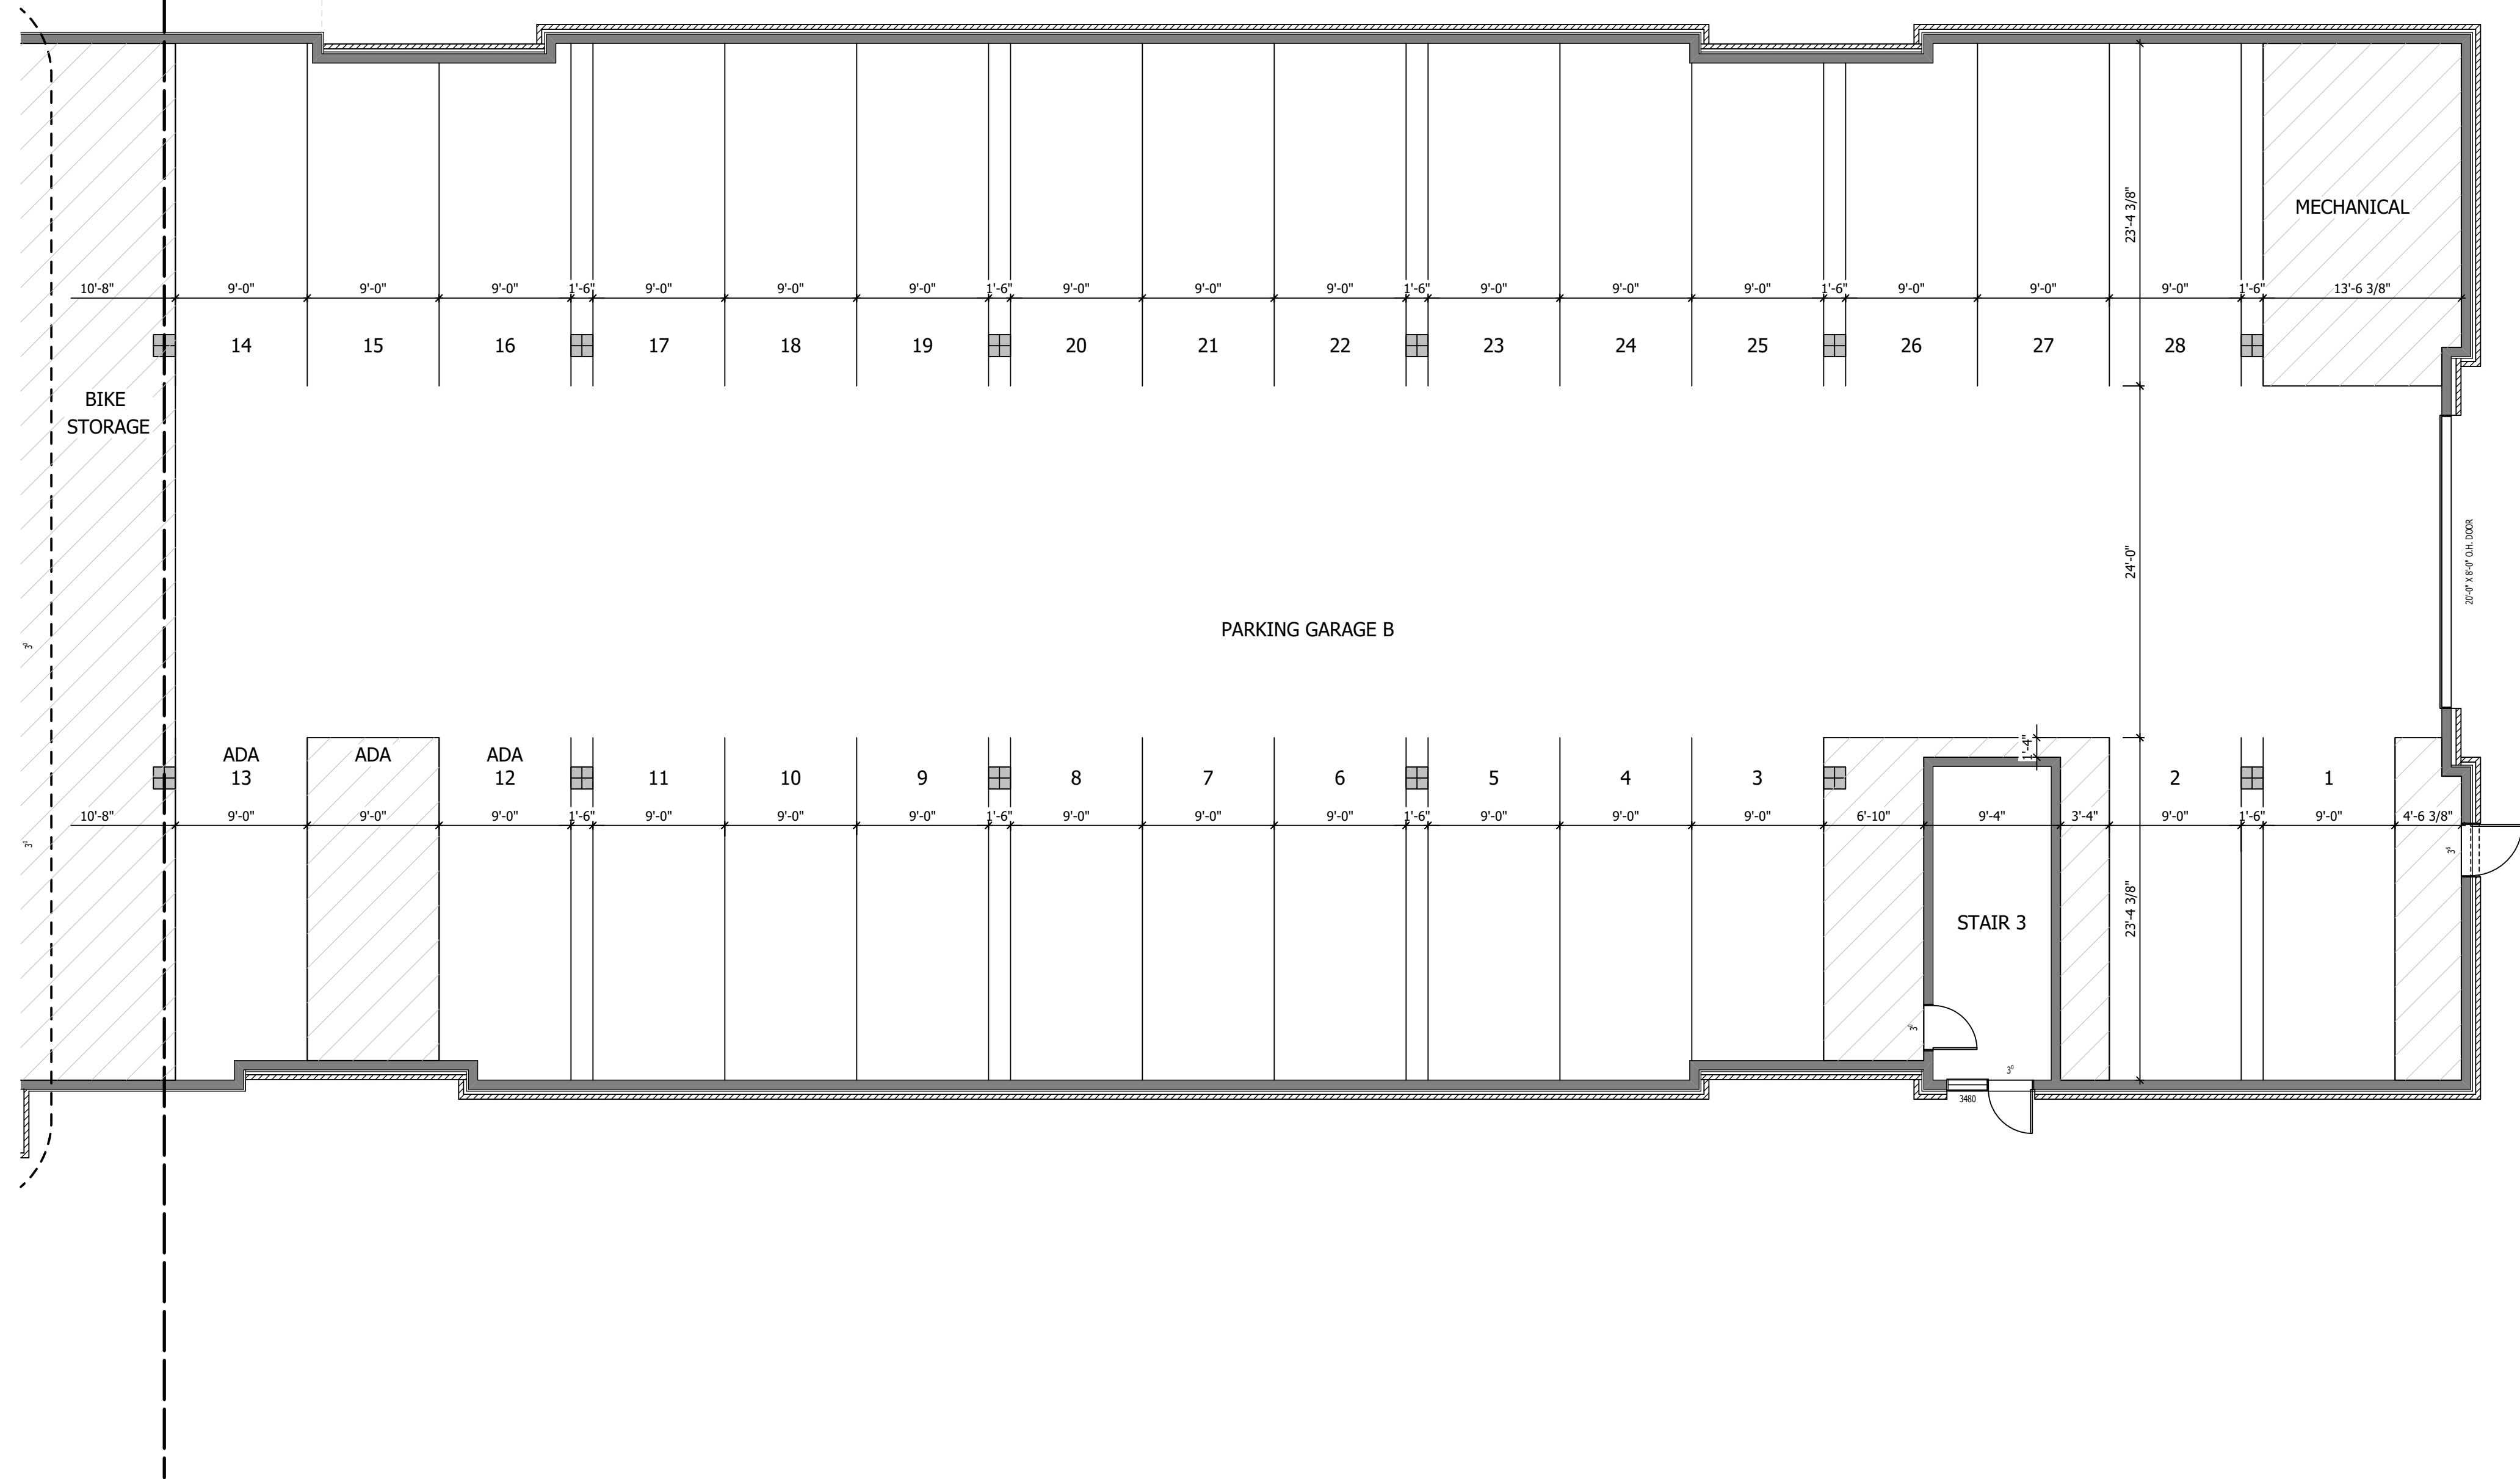 23'-4 3/8"
MECHANICAL
10'-8" 9'-0" 9'-0" 9'-0" 1'-6" 9'-0" 9'-0" 9'-0" 1'-6" 9'-0" 9'-0" 9'-0" 1'-6" 9'-0" 9'-0" 9'-0" 1'-6" 9'-0" 9'-0" 9'-0" 1'-6" 13'-6 3/8"
14 15 16 17 18 19 20 21 22 23 24 25 26 27 28
BIKE
STORAGE
24'-0"
20'-0" X 8'-0" O.H. DOOR
PARKING GARAGE B
3⁰
1'-4"
ADA ADA ADA
13 12 11 10 9 8 7 6 5 4 3 2 1
10'-8" 9'-0" 9'-0" 9'-0" 1'-6" 9'-0" 9'-0" 9'-0" 1'-6" 9'-0" 9'-0" 9'-0" 1'-6" 9'-0" 9'-0" 9'-0" 6'-10" 9'-4" 3'-4" 9'-0" 1'-6" 9'-0" 4'-6 3/8"
3⁰
23'-4 3/8"
STAIR 3
3⁰
3⁰
3480